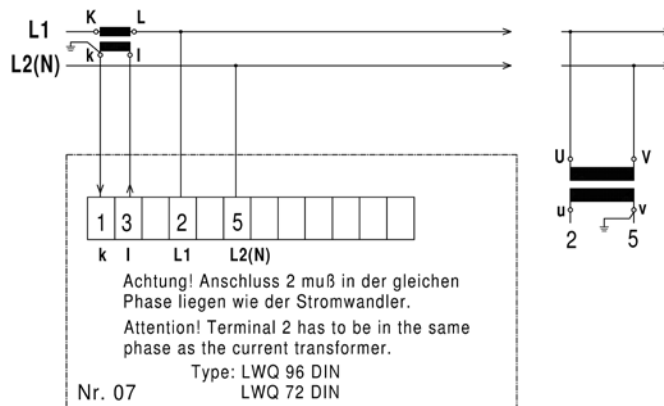 K L
L1
k l
L2(N)
U V
u v
2 5
1 3 2 5
k l L1 L2(N)
Achtung! Anschluss 2 muß in der gleichen
Phase liegen wie der Stromwandler.
Attention! Terminal 2 has to be in the same
phase as the current transformer.
Type: LWQ 96 DIN
Nr. 07 LWQ 72 DIN